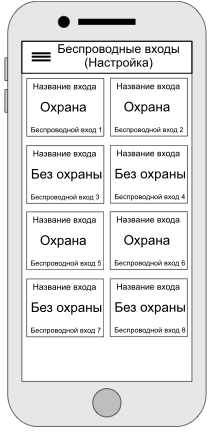 Беспроводные входы
(Настройка)
Название входа
Охрана
Беспроводной вход 1
Название входа
Охрана
Беспроводной вход 2
Название входа
Без охраны
Беспроводной вход 3
Название входа
Без охраны
Беспроводной вход 4
Название входа
Охрана
Беспроводной вход 5
Название входа
Охрана
Беспроводной вход 6
Название входа
Без охраны
Беспроводной вход 7
Название входа
Без охраны
Беспроводной вход 8